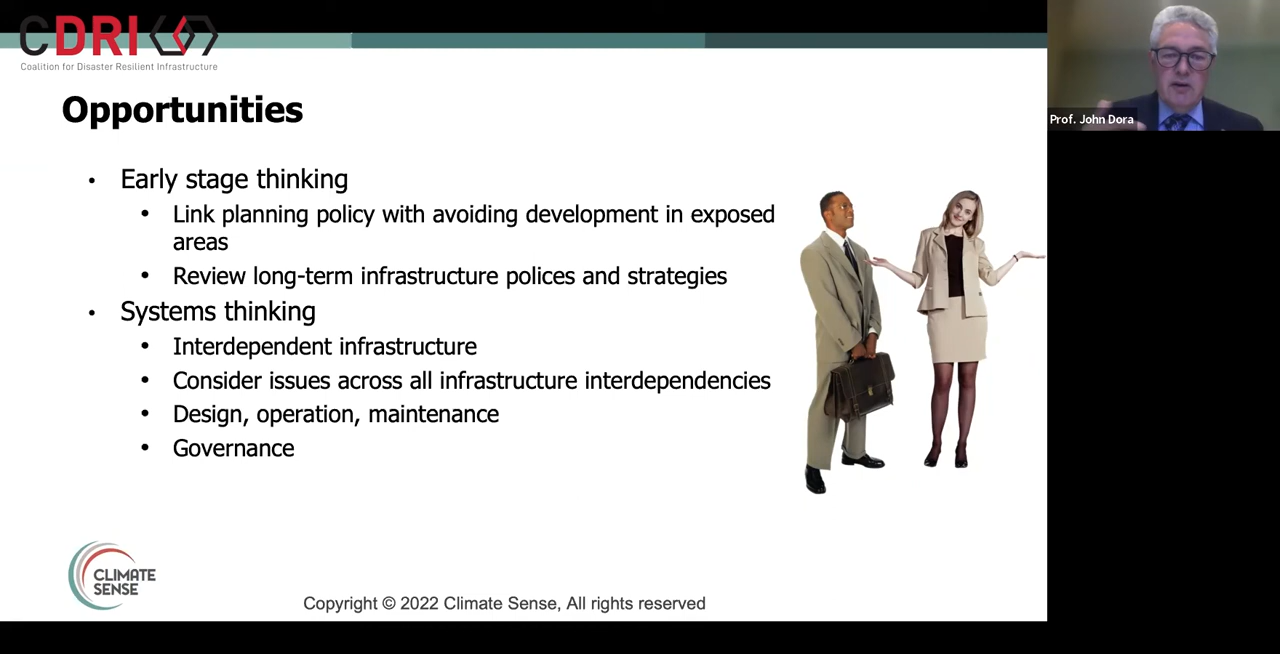 CDRI
Coalition for Disaster Resilient Infrastructure
Prof. John Dora
Opportunities
• Early stage thinking
• Link planning policy with avoiding development in exposed
areas
• Review long-term infrastructure polices and strategies
• Systems thinking
• Interdependent infrastructure
• Consider issues across all infrastructure interdependencies
• Design, operation, maintenance
• Governance
CLIMATE
SENSE
Copyright © 2022 Climate Sense, All rights reserved